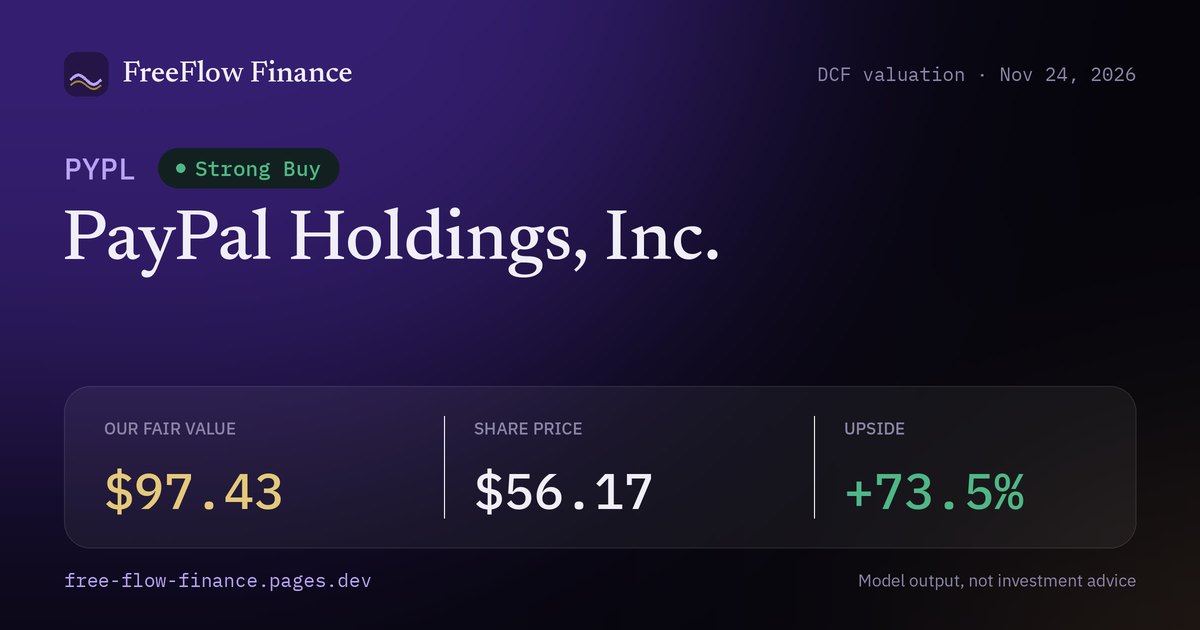 FreeFlow Finance
DCF valuation · Nov 24, 2026
PYPL
Strong Buy
PayPal Holdings, Inc.
OUR FAIR VALUE
$97.43
SHARE PRICE
$56.17
UPSIDE
+73.5%
free-flow-finance.pages.dev
Model output, not investment advice